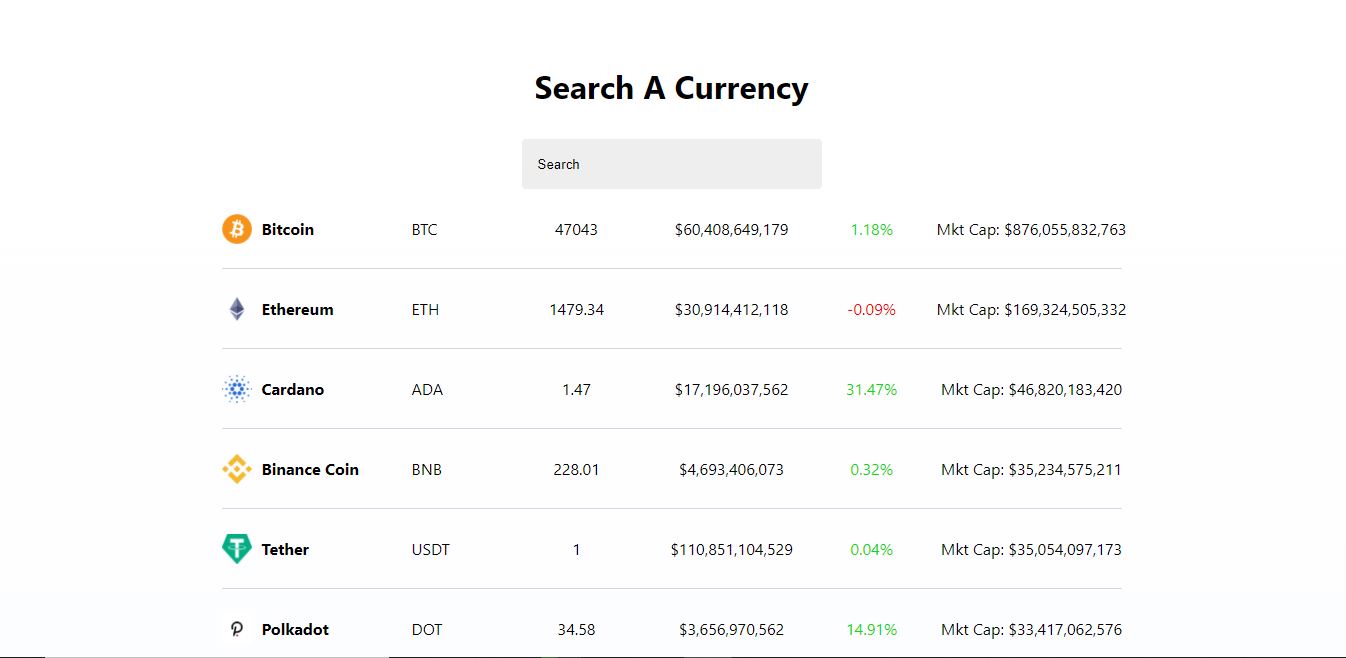 Search A Currency
Search
Bitcoin BTC 47043 $60,408,649,179 1.18% Mkt Cap: $876,055,832,763
Ethereum ETH 1479.34 $30,914,412,118 -0.09% Mkt Cap: $169,324,505,332
Cardano ADA 1.47 $17,196,037,562 31.47% Mkt Cap: $46,820,183,420
Binance Coin BNB 228.01 $4,693,406,073 0.32% Mkt Cap: $35,234,575,211
Tether USDT 1 $110,851,104,529 0.04% Mkt Cap: $35,054,097,173
Polkadot DOT 34.58 $3,656,970,562 14.91% Mkt Cap: $33,417,062,576